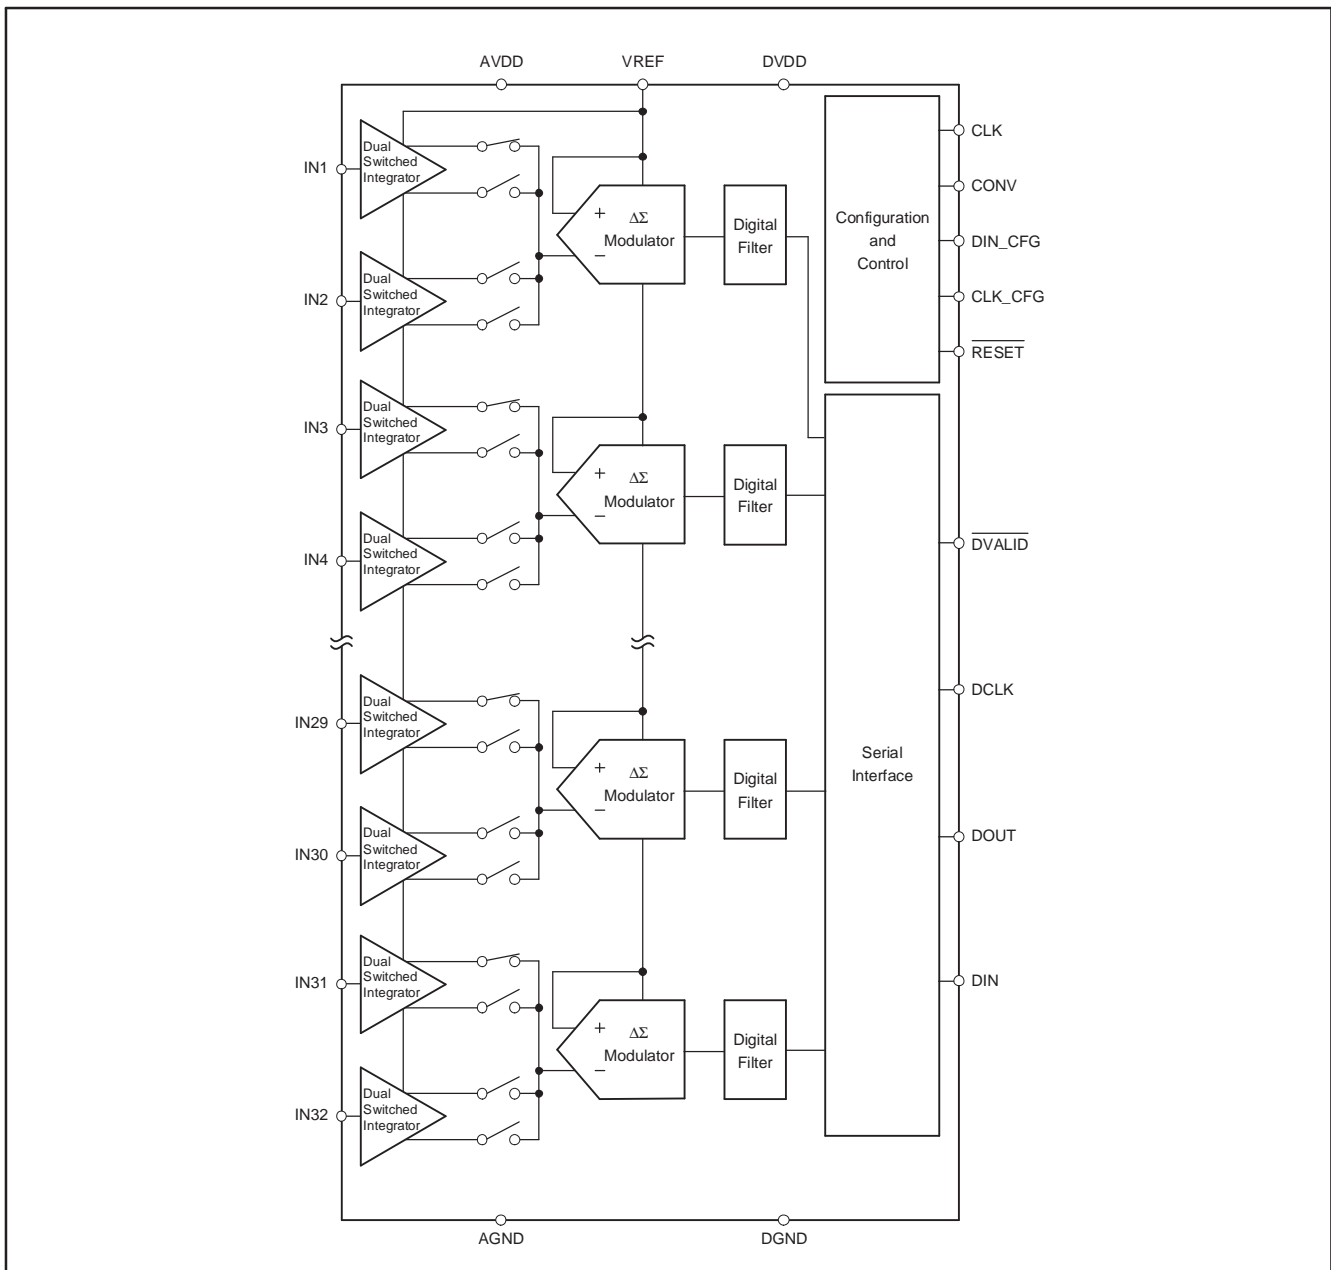 AVDD
VREF
DVDD
IN1
Dual
Switched
Integrator
ΔΣ
Modulator
+
−
Digital
Filter
Configuration
and
Control
CLK
CONV
DIN_CFG
CLK_CFG
RESET
IN2
Dual
Switched
Integrator
IN3
Dual
Switched
Integrator
+
−
ΔΣ
Modulator
Digital
Filter
IN4
Dual
Switched
Integrator
DVALID
DCLK
IN29
Dual
Switched
Integrator
+
−
ΔΣ
Modulator
Digital
Filter
Serial
Interface
IN30
Dual
Switched
Integrator
DOUT
IN31
Dual
Switched
Integrator
DIN
+
−
ΔΣ
Modulator
Digital
Filter
IN32
Dual
Switched
Integrator
AGND
DGND